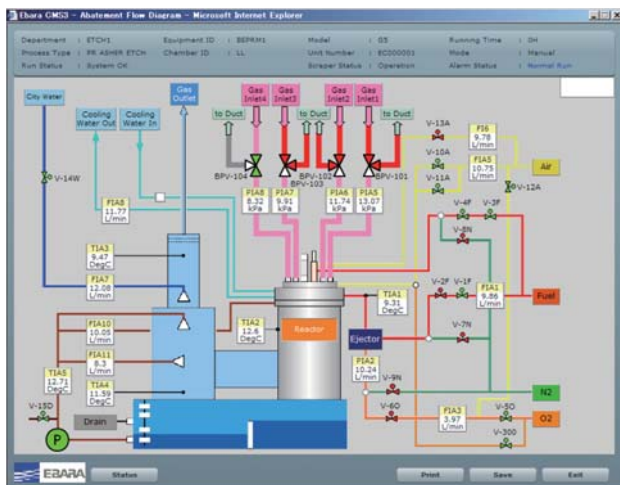 Ebara GMS3 - Abatement Flow Diagram - Microsoft Internet Explorer
Department : ETCH1 Equipment ID : BEPRM1 Model : G5 Running Time : 0H
Process Type : PR ASHER ETCH Chamber ID : LL Unit Number : EC000001 Mode : Manual
Run Status : System OK Scraper Status : Operation Alarm Status : Normal Run
City Water
Cooling Water Out
Cooling Water In
Gas Outlet
to Duct
Gas Inlet4
Gas Inlet3
to Duct
Gas Inlet2
Gas Inlet1
to Duct
V-13A
FI6
9.78
L/min
V-10A
FIA5
10.75
L/min
Air
V-11A
V-12A
V-14W
BPV-104
BPV-103
BPV-102
BPV-101
FIA8
11.77
L/min
PIA8
8.32
kPa
PIA7
9.91
kPa
PIA6
11.74
kPa
PIA5
13.07
kPa
V-4F
V-3F
V-8N
TIA3
9.47
DegC
FIA7
12.08
L/min
TIA1
9.31
DegC
V-2F
V-1F
FIA1
9.86
L/min
Fuel
FIA10
10.05
L/min
TIA2
12.6
DegC
Reactor
Ejector
V-7N
FIA11
8.3
L/min
PIA2
10.24
L/min
TIA5
12.71
DegC
TIA4
11.59
DegC
V-9N
N2
V-15D
Drain
V-6O
FIA3
3.97
L/min
V-5O
O2
P
V-300
EBARA
Status
Print
Save
Exit